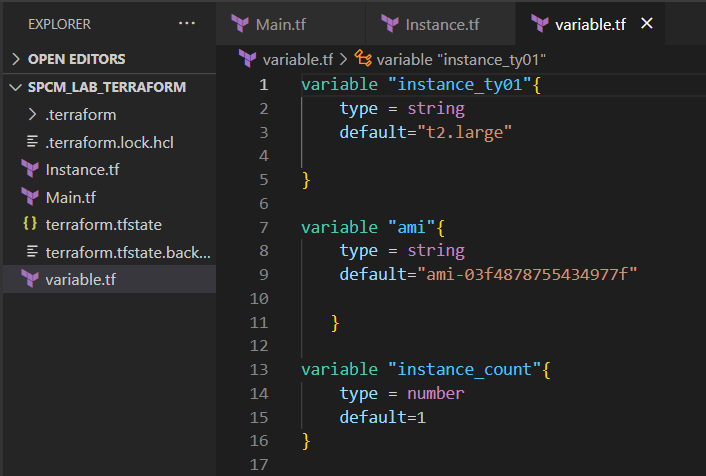 EXPLORER ...
OPEN EDITORS
SPCM_LAB_TERRAFORM
.terraform
.terraform.lock.hcl
Instance.tf
Main.tf
{} terraform.tfstate
terraform.tfstate.back...
variable.tf
Main.tf Instance.tf variable.tf ×
variable.tf > variable "instance_ty01"
1 variable "instance_ty01"{
2 type = string
3 default="t2.large"
4
5 }
6
7 variable "ami"{
8 type = string
9 default="ami-03f4878755434977f"
10
11 }
12
13 variable "instance_count"{
14 type = number
15 default=1
16 }
17